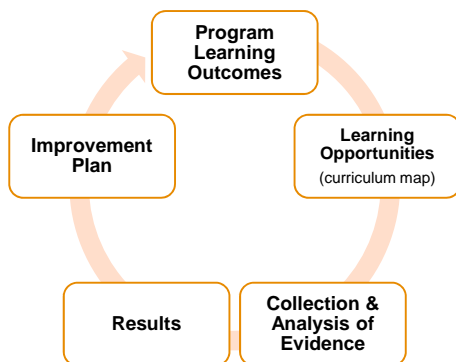 Program
Learning
Outcomes
Learning
Opportunities
(curriculum map)
Collection &
Analysis of
Evidence
Results
Improvement
Plan